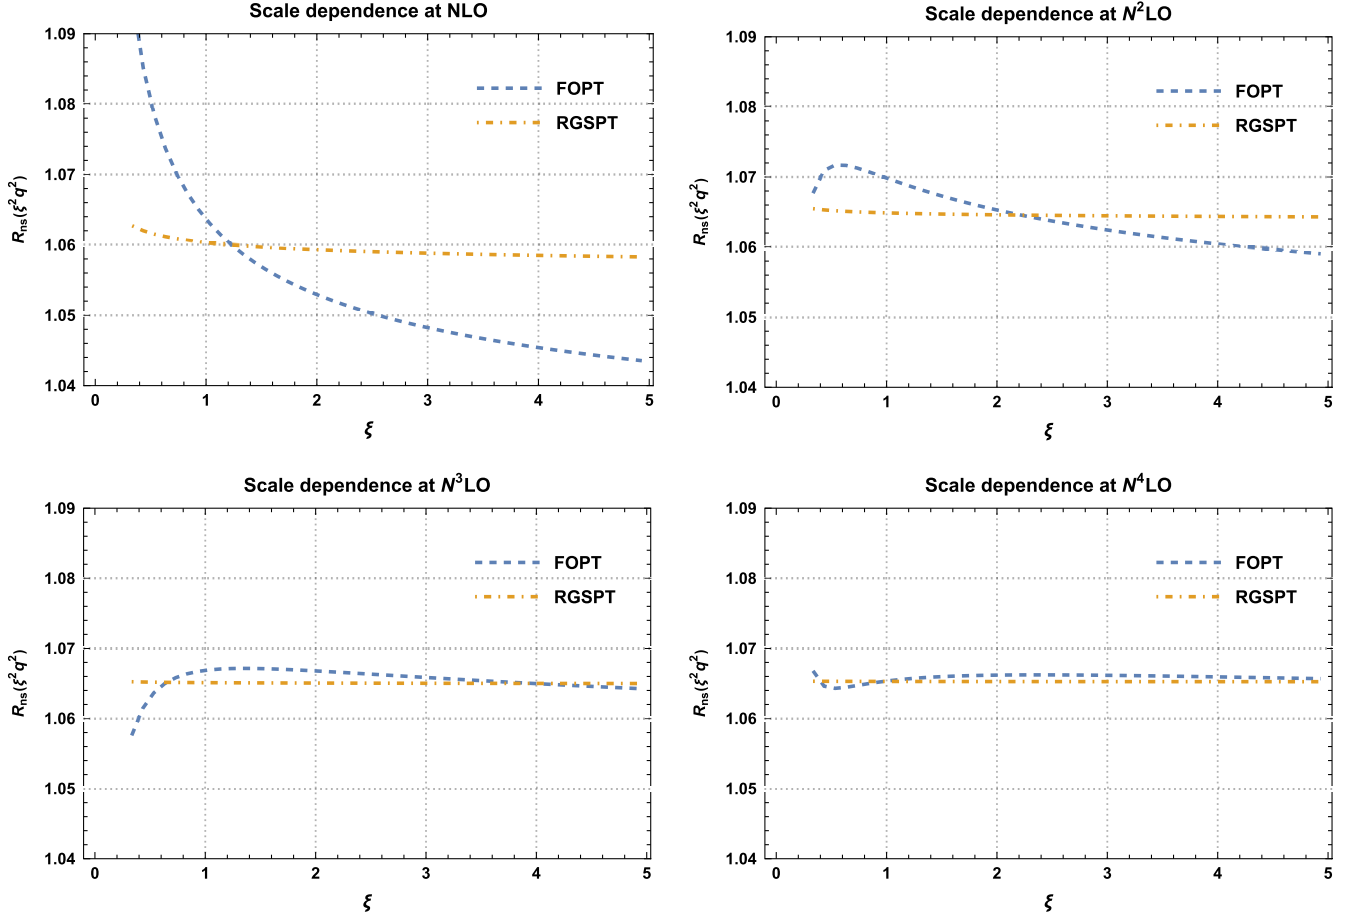 Scale dependence at NLO
1.09
1.08
1.07
1.06
1.05
1.04
R_ns(ξ²q²)
FOPT
RGSPT
0 1 2 3 4 5
ξ
Scale dependence at N²LO
1.09
1.08
1.07
1.06
1.05
1.04
R_ns(ξ²q²)
FOPT
RGSPT
0 1 2 3 4 5
ξ
Scale dependence at N³LO
1.09
1.08
1.07
1.06
1.05
1.04
R_ns(ξ²q²)
FOPT
RGSPT
0 1 2 3 4 5
ξ
Scale dependence at N⁴LO
1.09
1.08
1.07
1.06
1.05
1.04
R_ns(ξ²q²)
FOPT
RGSPT
0 1 2 3 4 5
ξ